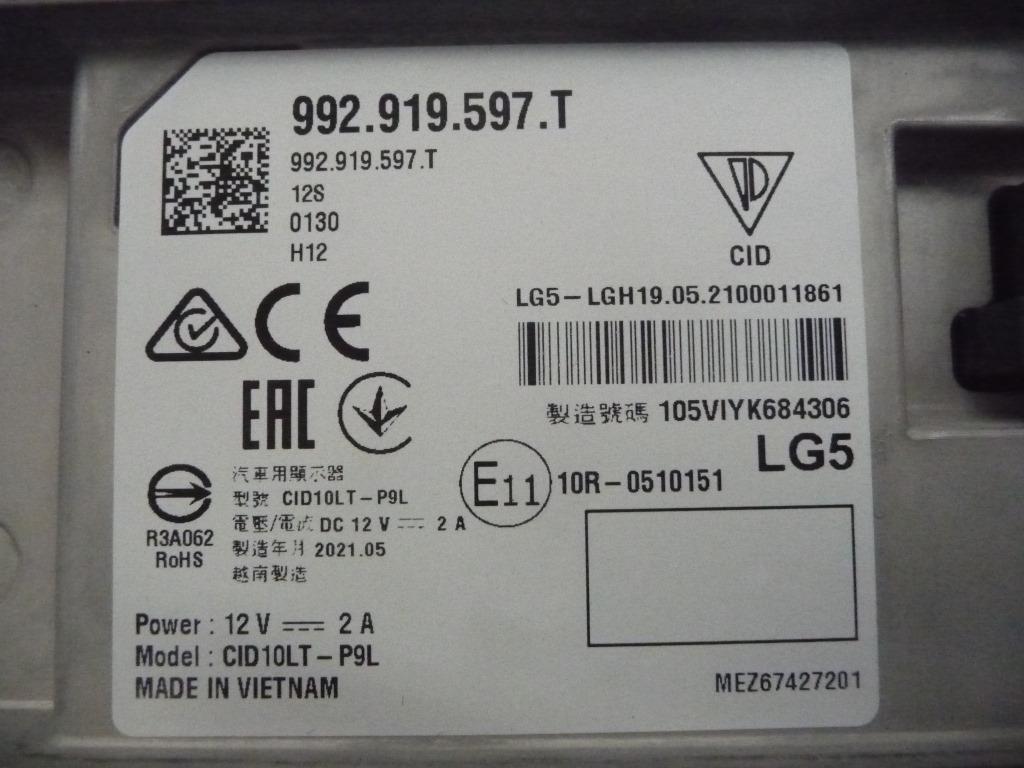 992.919.597.T
992.919.597.T
12S
0130
H12
CID
LG5-LGH19.05.2100011861
製造號碼 105VIYK684306
LG5
CE
EAC
E11 10R-0510151
汽車用顯示器
型號 CID10LT-P9L
電壓/電流 DC 12 V ⎓ 2 A
製造年月 2021.05
越南製造
R3A062
RoHS
Power : 12 V ⎓ 2 A
Model : CID10LT-P9L
MADE IN VIETNAM
MEZ67427201